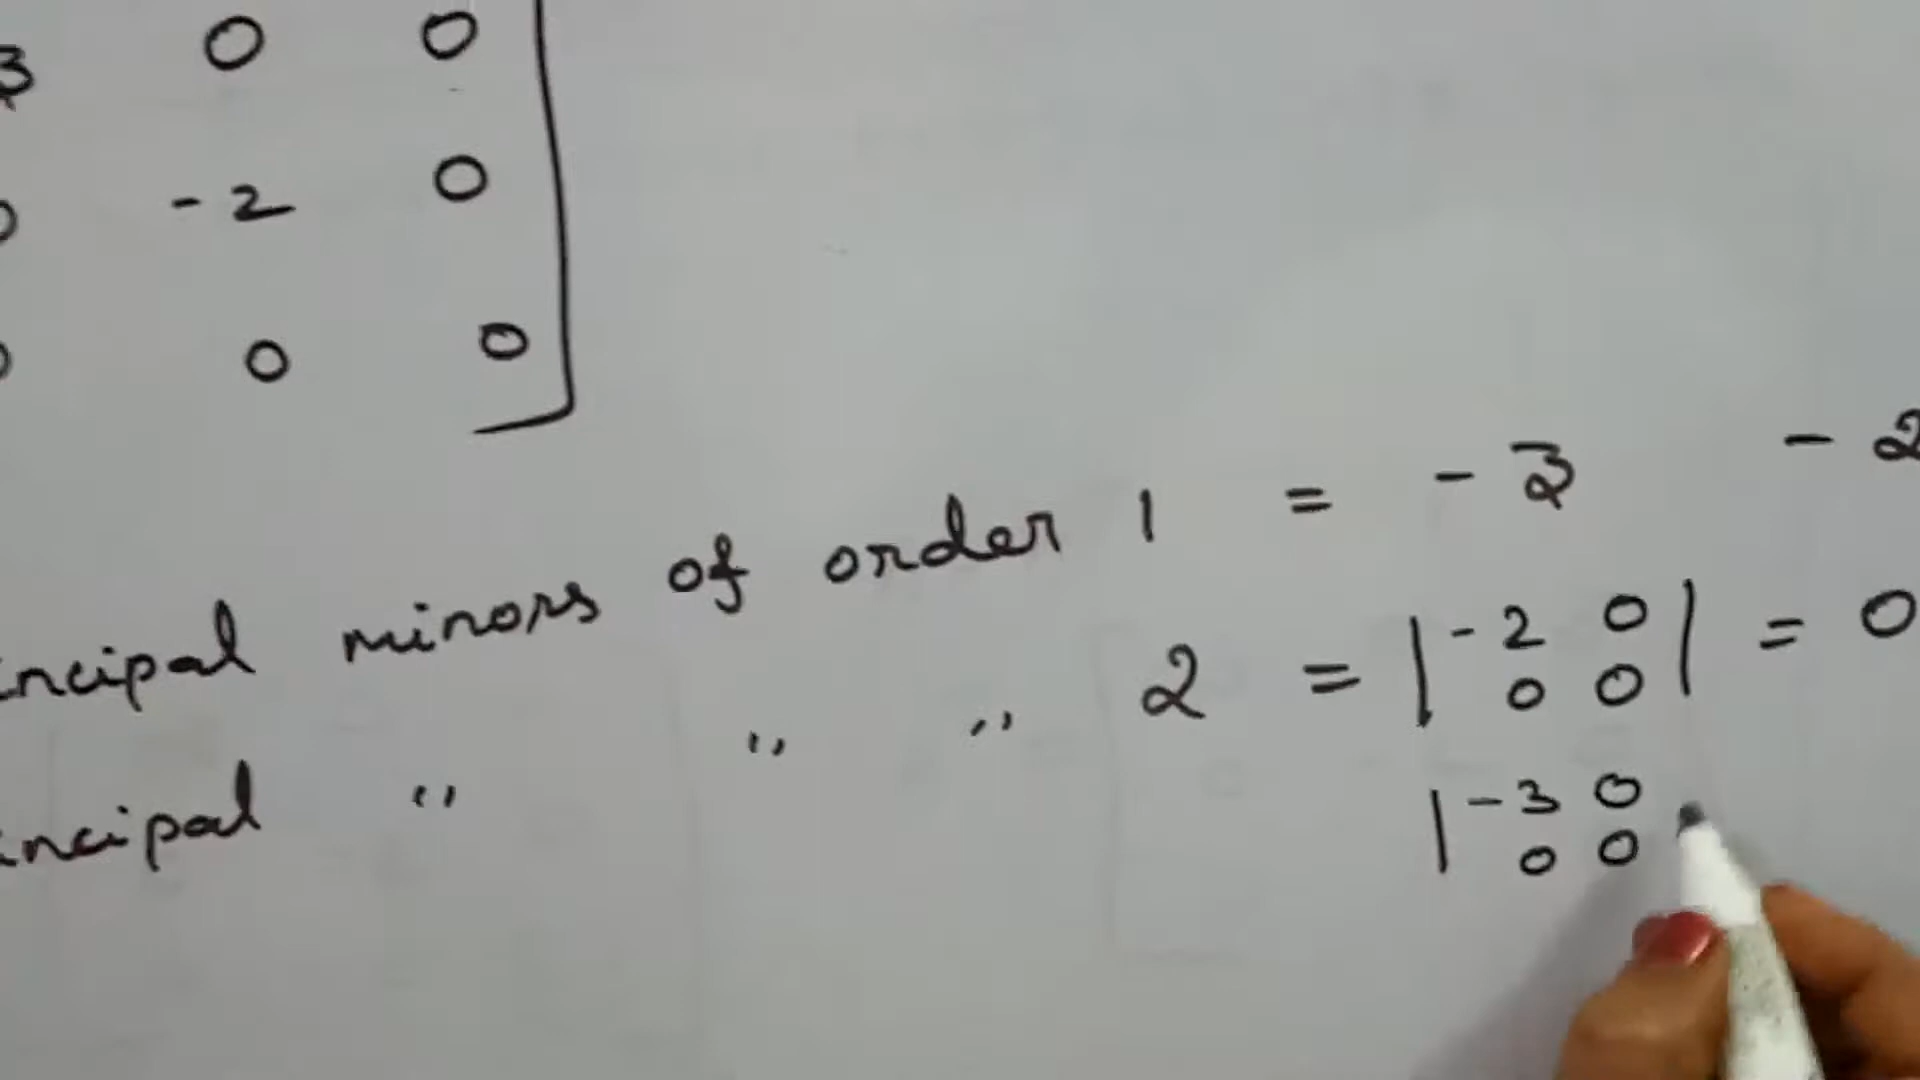 3 0 0
0 -2 0
0 0 0
ncipal minors of order 1 = - 3 - 2
ncipal " " " 2 = | -2 0 | = 0
0 0
| -3 0
0 0